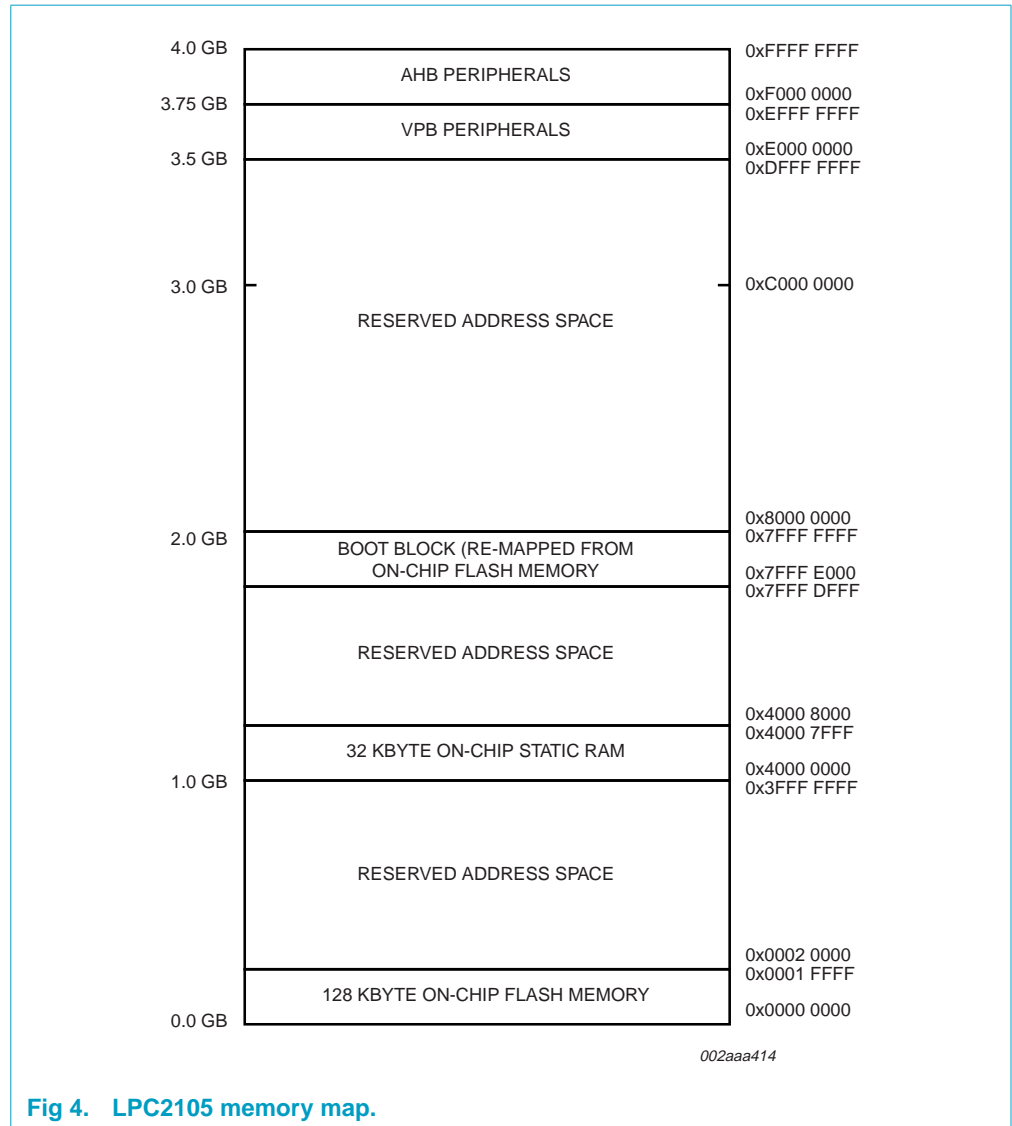 4.0 GB
0xFFFF FFFF
AHB PERIPHERALS
0xF000 0000
3.75 GB
0xEFFF FFFF
VPB PERIPHERALS
0xE000 0000
3.5 GB
0xDFFF FFFF
3.0 GB
0xC000 0000
RESERVED ADDRESS SPACE
0x8000 0000
2.0 GB
0x7FFF FFFF
BOOT BLOCK (RE-MAPPED FROM
ON-CHIP FLASH MEMORY
0x7FFF E000
0x7FFF DFFF
RESERVED ADDRESS SPACE
0x4000 8000
0x4000 7FFF
32 KBYTE ON-CHIP STATIC RAM
0x4000 0000
1.0 GB
0x3FFF FFFF
RESERVED ADDRESS SPACE
0x0002 0000
0x0001 FFFF
128 KBYTE ON-CHIP FLASH MEMORY
0x0000 0000
0.0 GB
002aaa414
Fig 4. LPC2105 memory map.